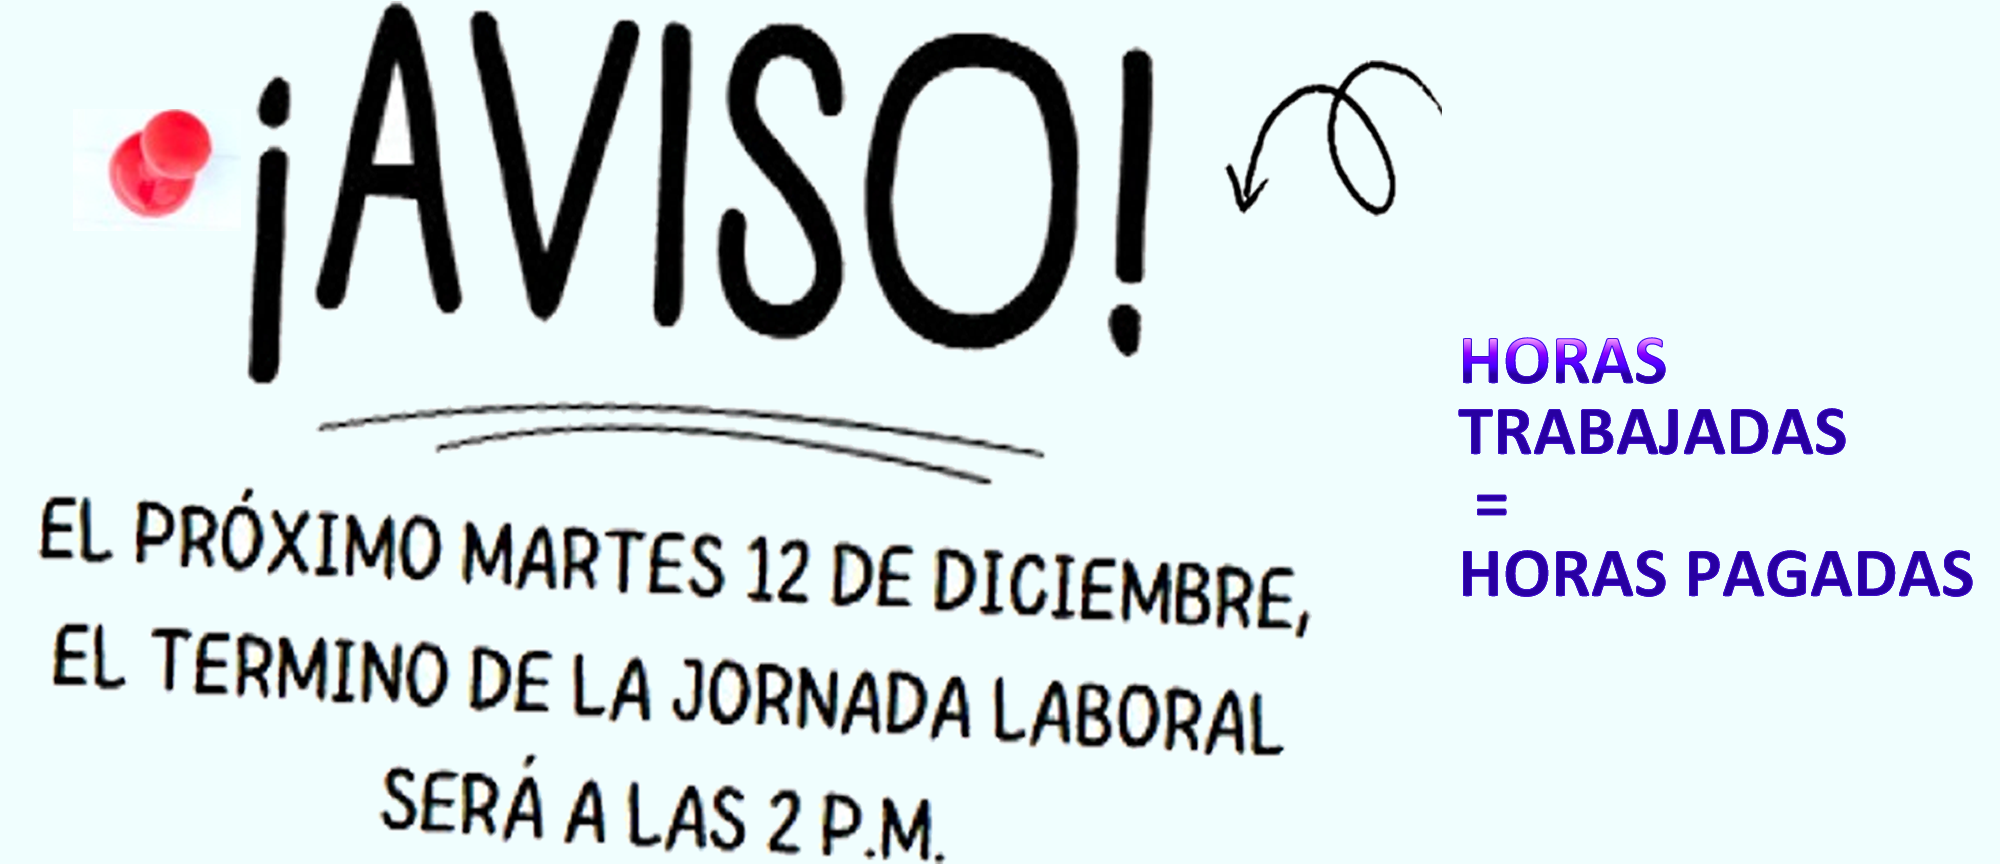 ¡AVISO!
EL PRÓXIMO MARTES 12 DE DICIEMBRE,
EL TERMINO DE LA JORNADA LABORAL
SERÁ A LAS 2 P.M.
HORAS
TRABAJADAS
=
HORAS PAGADAS